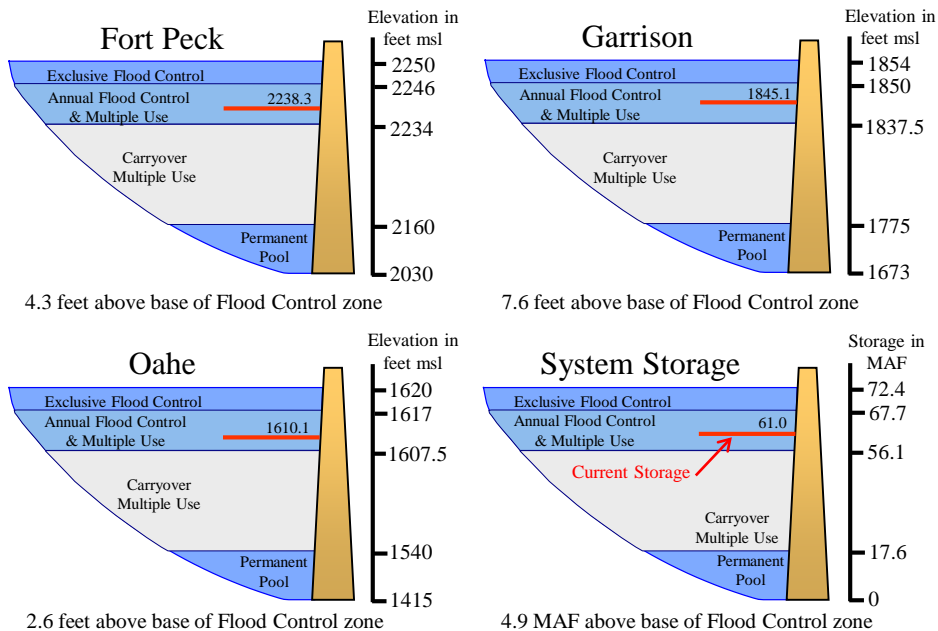 Fort Peck
Elevation in
feet msl
Exclusive Flood Control
Annual Flood Control
& Multiple Use
2238.3
Carryover
Multiple Use
Permanent
Pool
2250
2246
2234
2160
2030
4.3 feet above base of Flood Control zone
Garrison
Elevation in
feet msl
Exclusive Flood Control
Annual Flood Control
& Multiple Use
1845.1
Carryover
Multiple Use
Permanent
Pool
1854
1850
1837.5
1775
1673
7.6 feet above base of Flood Control zone
Oahe
Elevation in
feet msl
Exclusive Flood Control
Annual Flood Control
& Multiple Use
1610.1
Carryover
Multiple Use
Permanent
Pool
1620
1617
1607.5
1540
1415
2.6 feet above base of Flood Control zone
System Storage
Storage in
MAF
Exclusive Flood Control
Annual Flood Control
& Multiple Use
61.0
Current Storage
Carryover
Multiple Use
Permanent
Pool
72.4
67.7
56.1
17.6
0
4.9 MAF above base of Flood Control zone